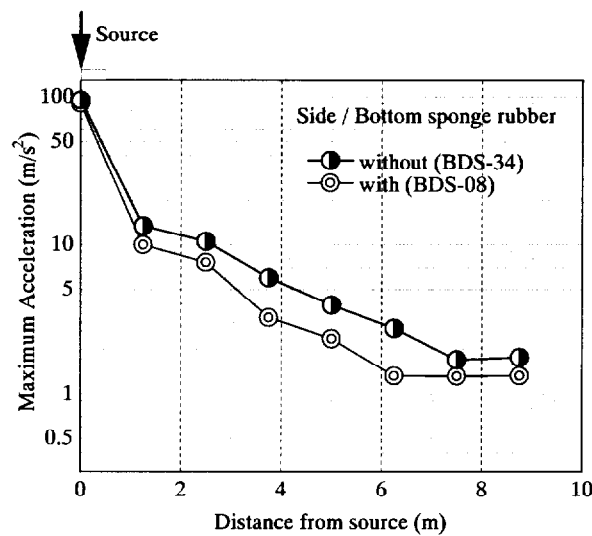 Source
100
50
10
5
1
0.5
Maximum Acceleration (m/s²)
Side / Bottom sponge rubber
without (BDS-34)
with (BDS-08)
0 2 4 6 8 10
Distance from source (m)